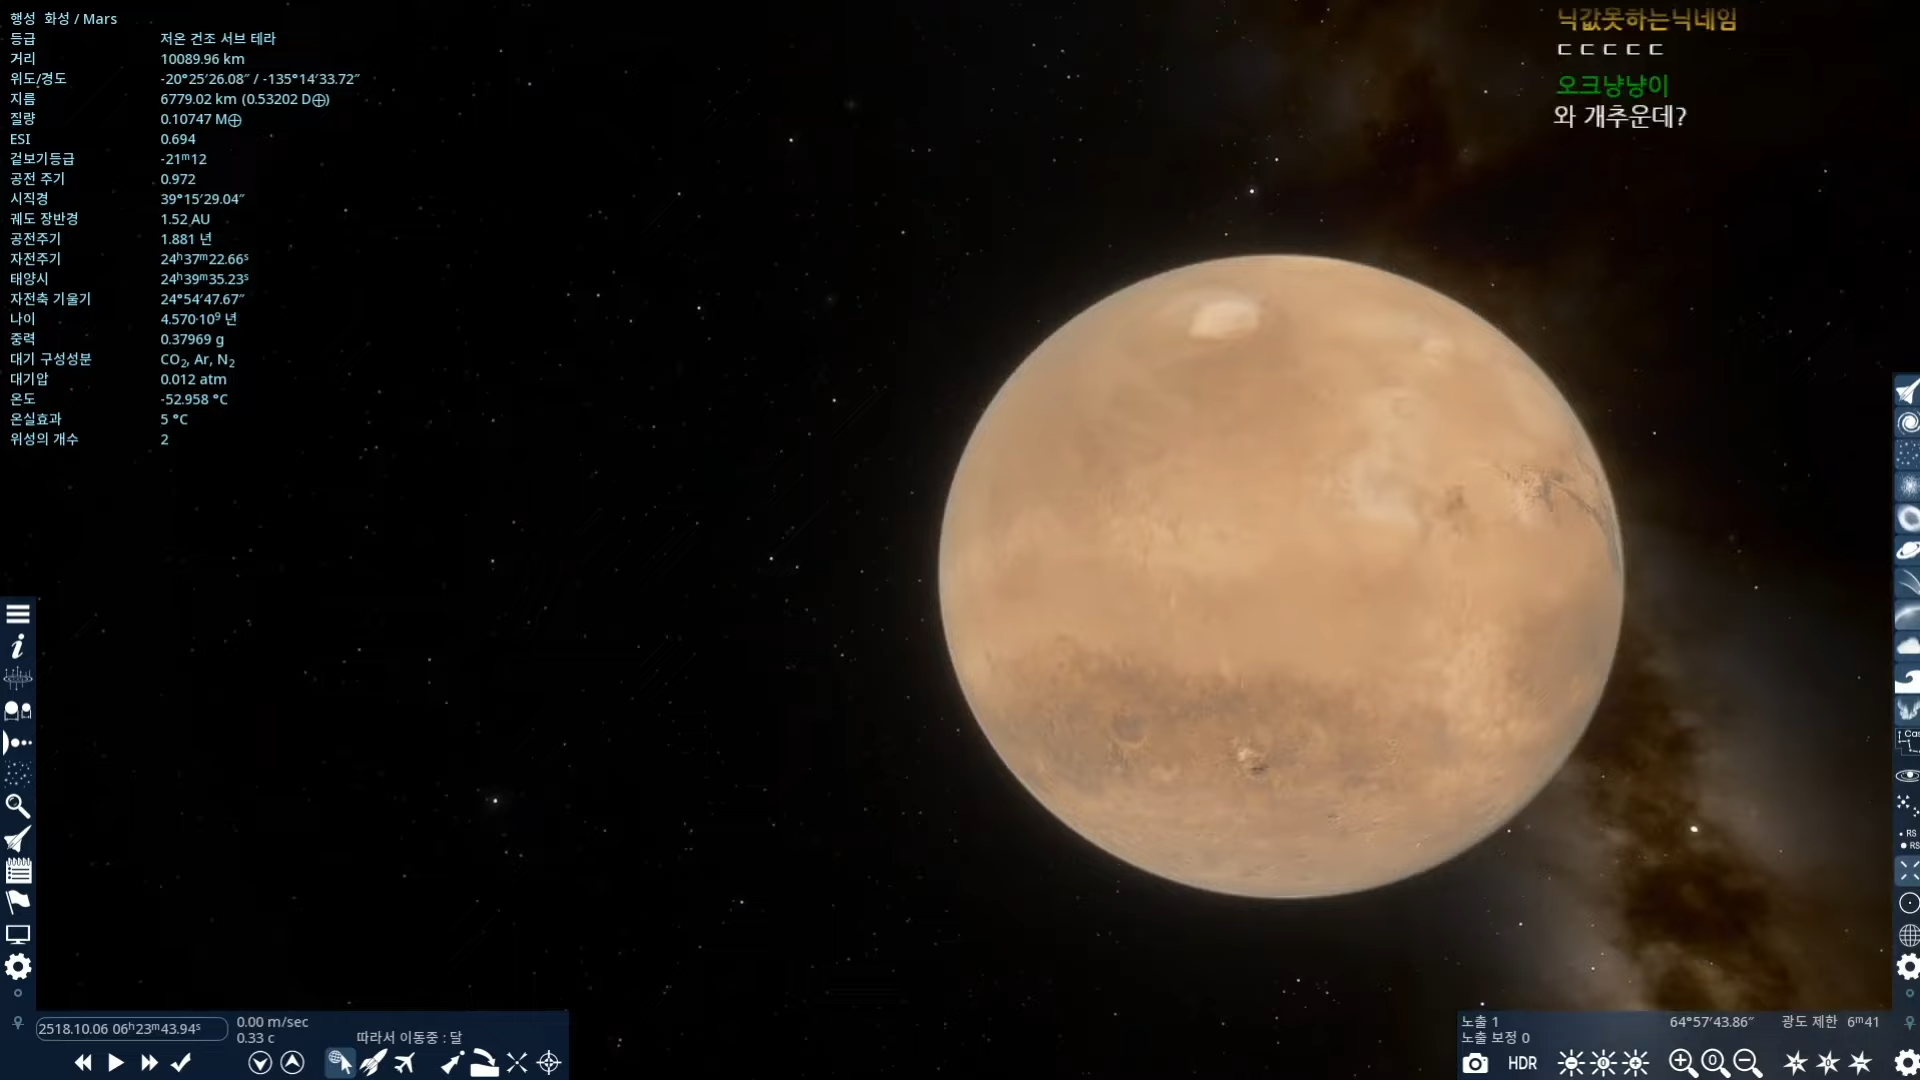 행성 화성 / Mars
등급 저온 건조 서브 테라
거리 10089.96 km
위도/경도 -20°25′26.08″ / -135°14′33.72″
지름 6779.02 km (0.53202 D⊕)
질량 0.10747 M⊕
ESI 0.694
겉보기등급 -21ᵐ12
공전 주기 0.972
시직경 39°15′29.04″
궤도 장반경 1.52 AU
공전주기 1.881 년
자전주기 24ʰ37ᵐ22.66ˢ
태양시 24ʰ39ᵐ35.23ˢ
자전축 기울기 24°54′47.67″
나이 4.570·10⁹ 년
중력 0.37969 g
대기 구성성분 CO₂, Ar, N₂
대기압 0.012 atm
온도 -52.958 °C
온실효과 5 °C
위성의 개수 2
닉값못하는닉네임
ㄷㄷㄷㄷㄷ
오크냥냥이
와 개추운데?
Cas
RS
RS
2518.10.06 06ʰ23ᵐ43.94ˢ
0.00 m/sec
0.33 c
따라서 이동중 : 달
노출 1
노출 보정 0
64°57′43.86″
광도 제한 6ᵐ41
HDR